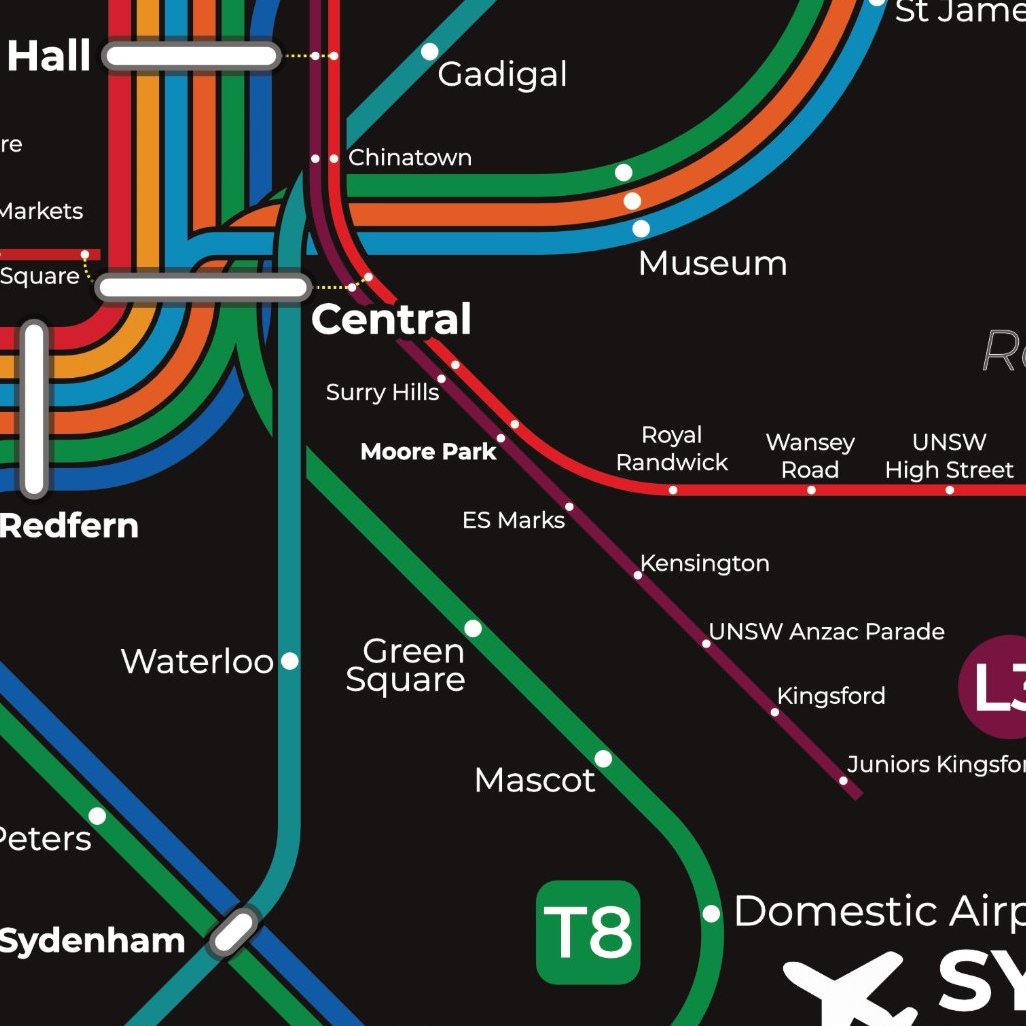 St Jame
Hall
Gadigal
re
Chinatown
Markets
Square
Museum
Central
Surry Hills
Moore Park
Royal
Randwick
Wansey
Road
UNSW
High Street
ES Marks
Redfern
Kensington
UNSW Anzac Parade
Waterloo
Green
Square
Kingsford
L3
Mascot
Juniors Kingsfor
Peters
T8
Domestic Airp
Sydenham
SY